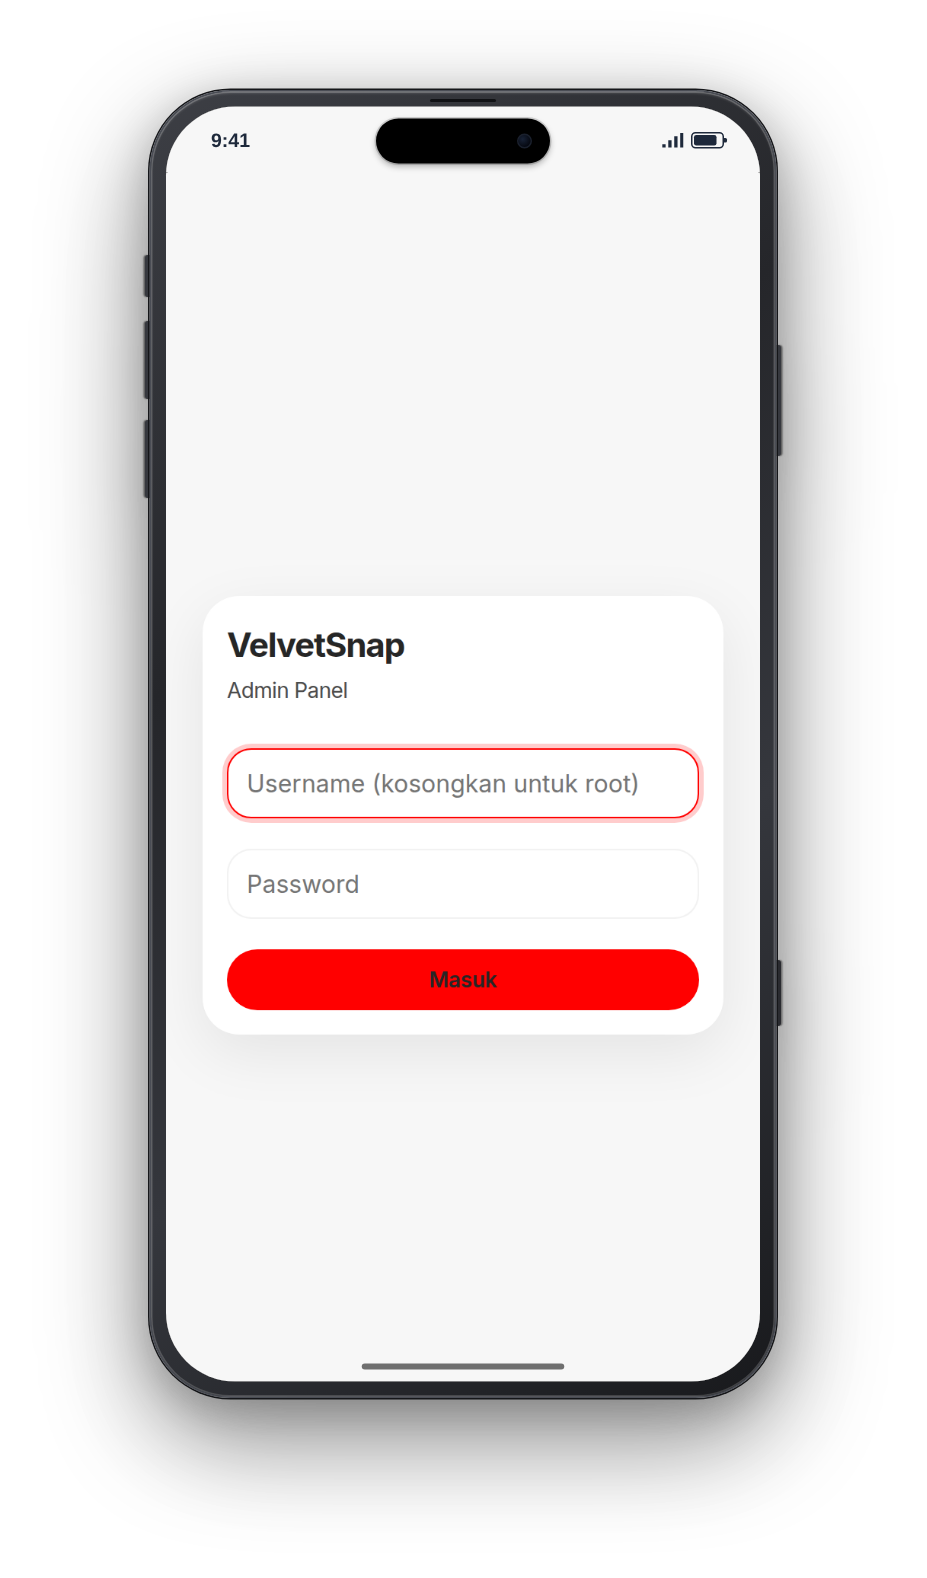 9:41
VelvetSnap
Admin Panel
Username (kosongkan untuk root)
Password
Masuk